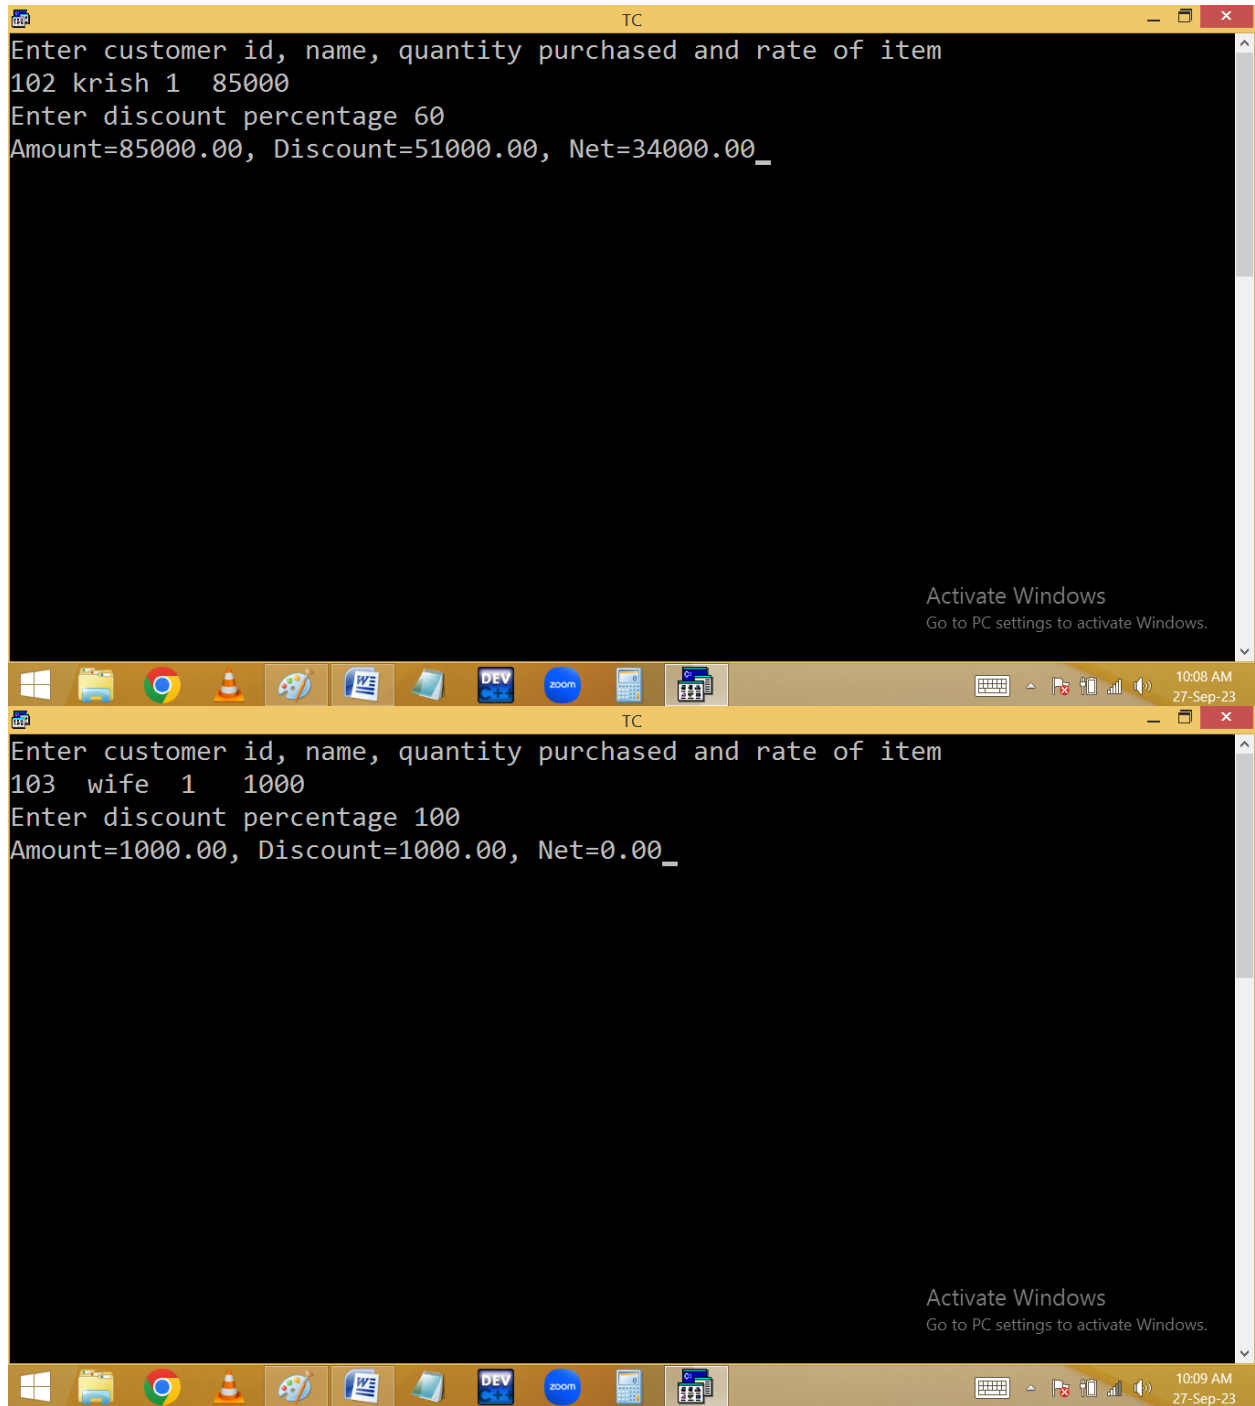 TC
Enter customer id, name, quantity purchased and rate of item
102 krish 1  85000
Enter discount percentage 60
Amount=85000.00, Discount=51000.00, Net=34000.00_
Activate Windows
Go to PC settings to activate Windows.
DEV
C++
zoom
10:08 AM
27-Sep-23
TC
Enter customer id, name, quantity purchased and rate of item
103  wife  1   1000
Enter discount percentage 100
Amount=1000.00, Discount=1000.00, Net=0.00_
Activate Windows
Go to PC settings to activate Windows.
DEV
C++
zoom
10:09 AM
27-Sep-23